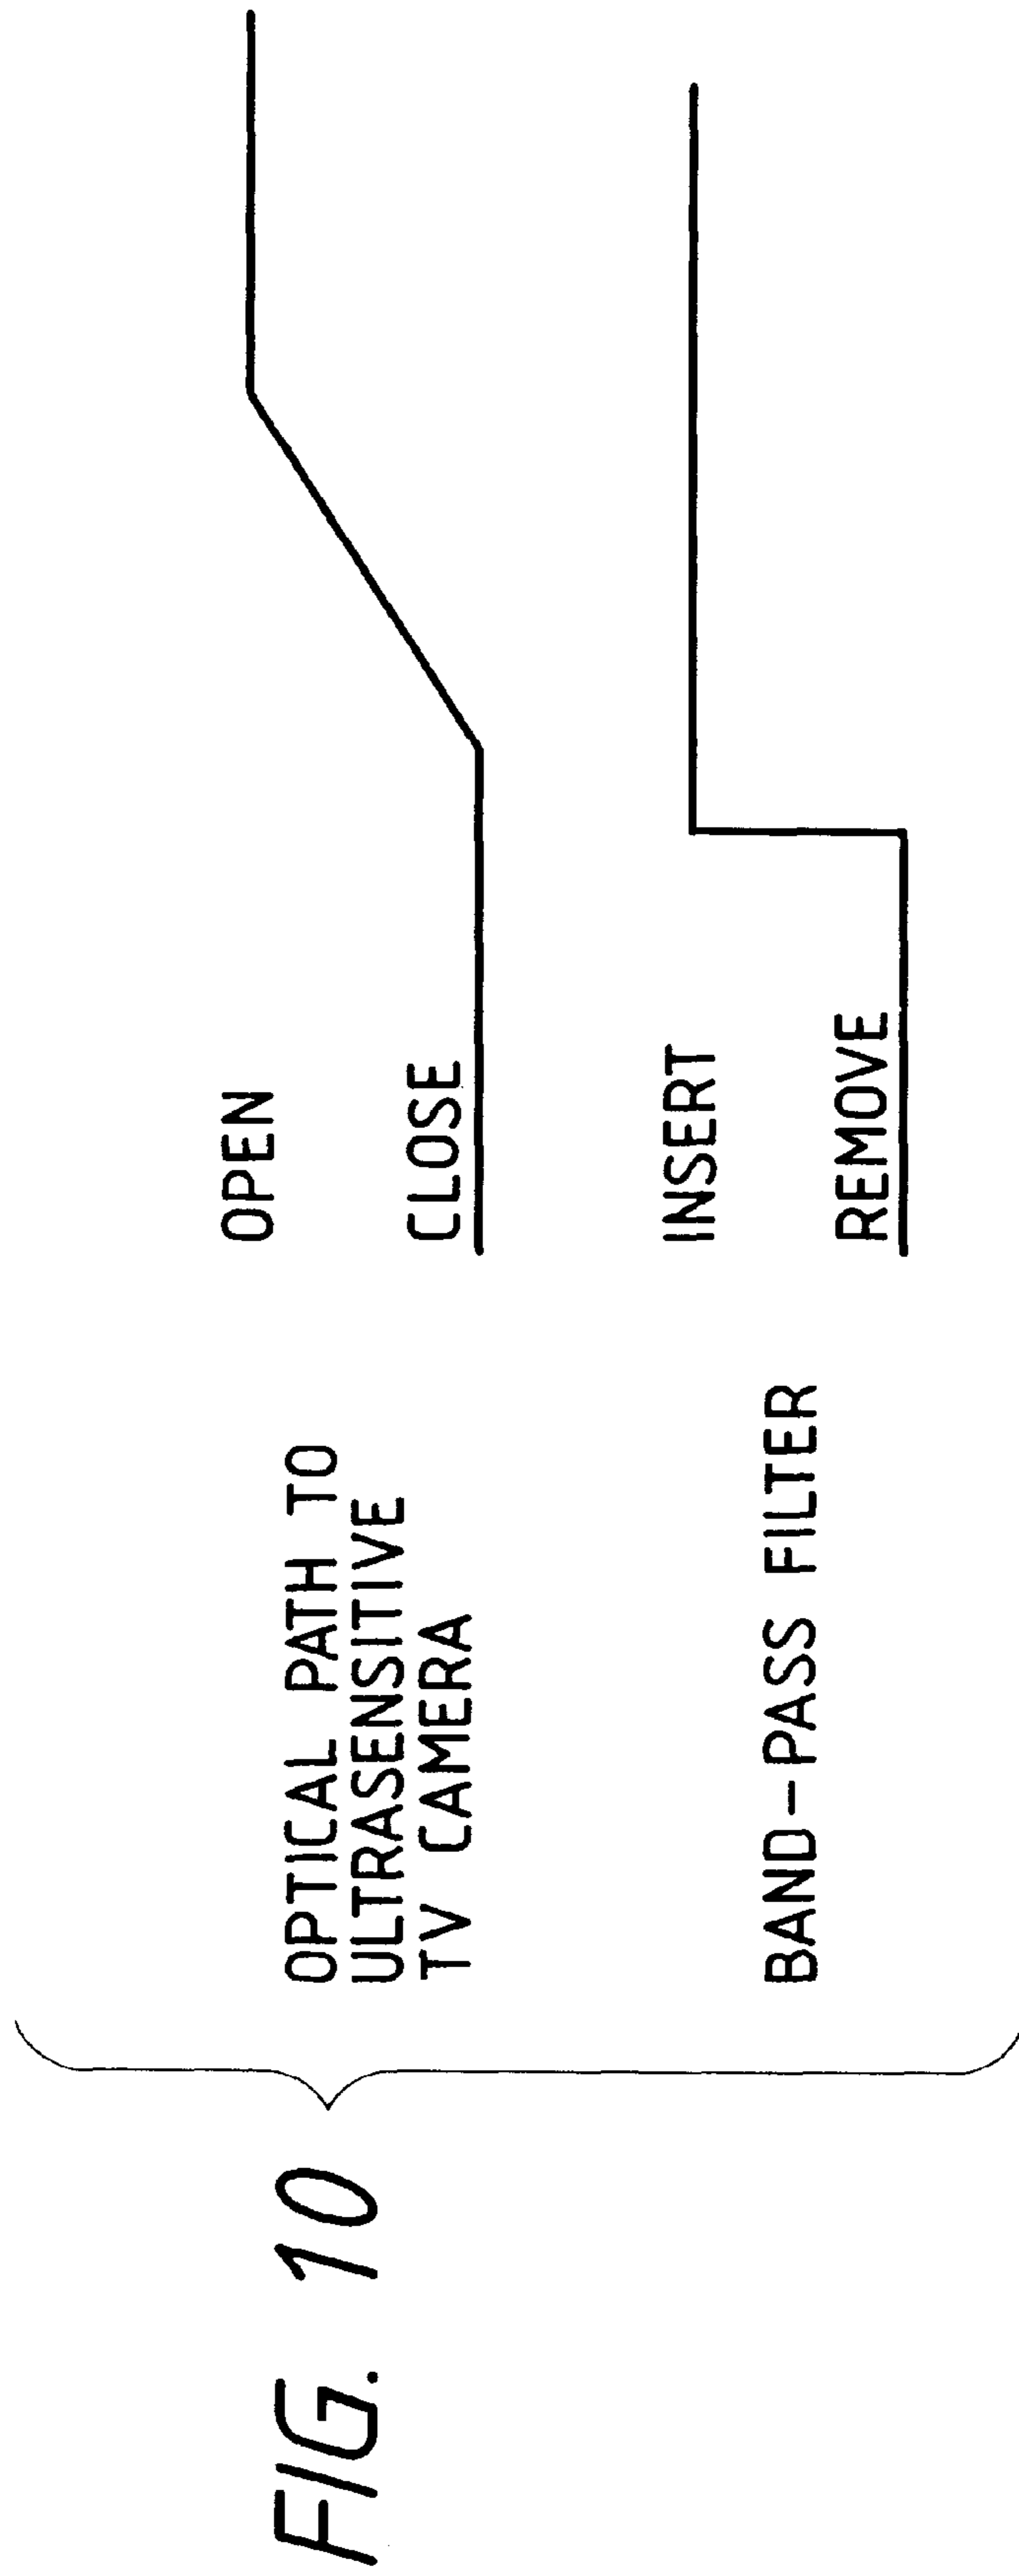 FIG. 10
OPTICAL PATH TO
ULTRASENSITIVE
TV CAMERA
OPEN
CLOSE
BAND-PASS FILTER
INSERT
REMOVE